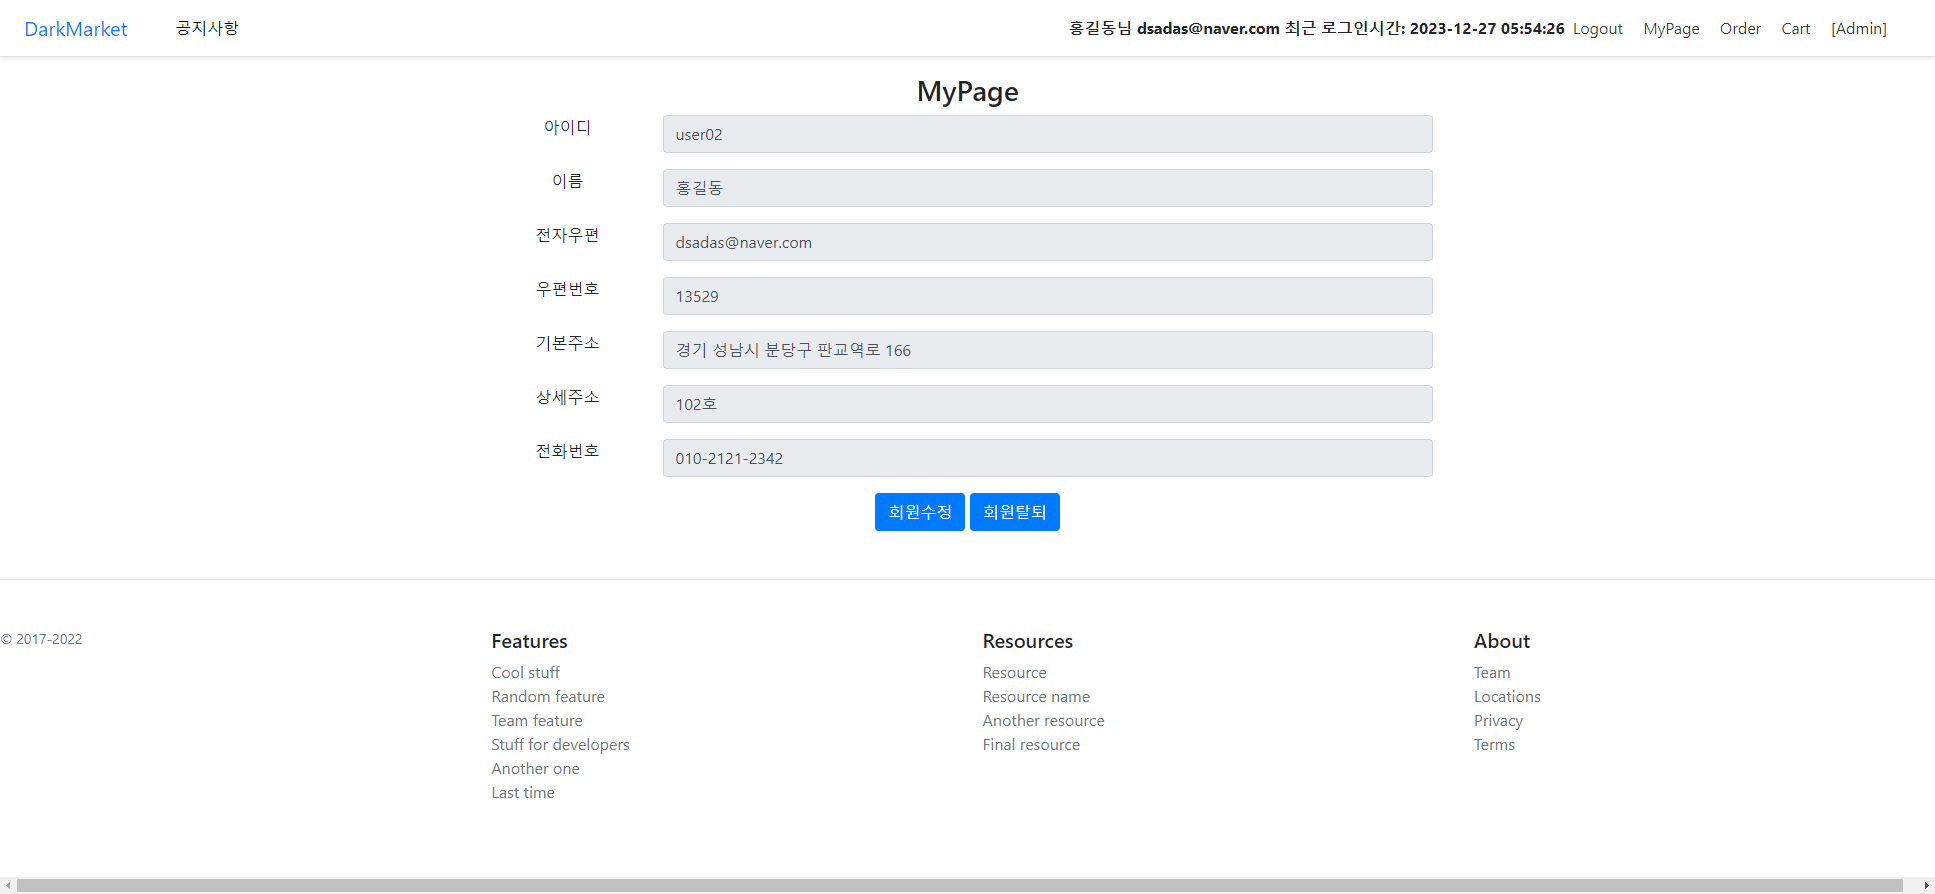 DarkMarket 공지사항 홍길동님 dsadas@naver.com 최근 로그인시간: 2023-12-27 05:54:26 Logout MyPage Order Cart [Admin]
MyPage
아이디 user02
이름 홍길동
전자우편 dsadas@naver.com
우편번호 13529
기본주소 경기 성남시 분당구 판교역로 166
상세주소 102호
전화번호 010-2121-2342
회원수정 회원탈퇴
© 2017-2022
Features
Cool stuff
Random feature
Team feature
Stuff for developers
Another one
Last time
Resources
Resource
Resource name
Another resource
Final resource
About
Team
Locations
Privacy
Terms